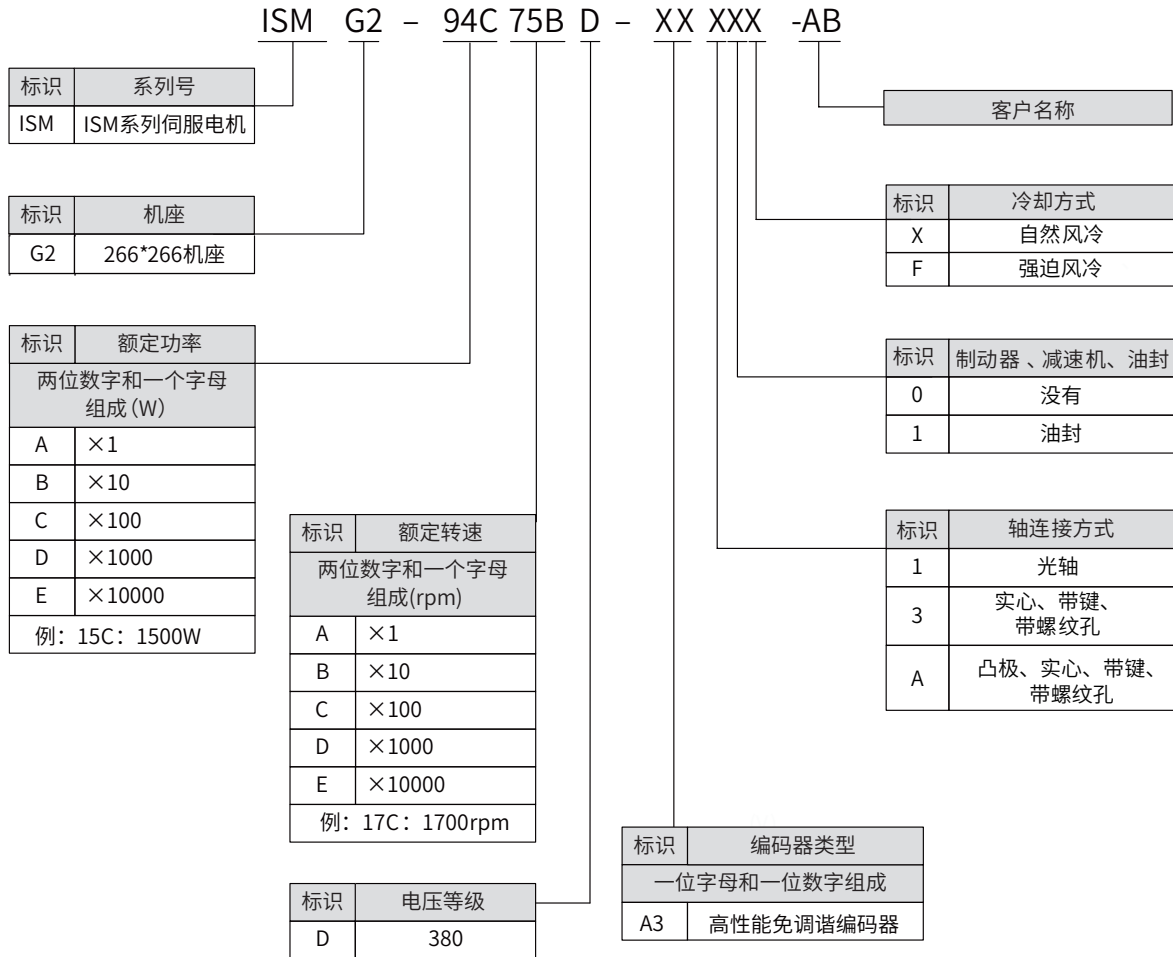 ISM G2 – 94C 75B D – XX XXX -AB
标识 系列号
ISM ISM系列伺服电机
标识 机座
G2 266*266机座
标识 额定功率
两位数字和一个字母
组成(W)
A ×1
B ×10
C ×100
D ×1000
E ×10000
例：15C：1500W
标识 额定转速
两位数字和一个字母
组成(rpm)
A ×1
B ×10
C ×100
D ×1000
E ×10000
例：17C：1700rpm
标识 电压等级
D 380
标识 编码器类型
一位字母和一位数字组成
A3 高性能免调谐编码器
客户名称
标识 冷却方式
X 自然风冷
F 强迫风冷
标识 制动器、减速机、油封
0 没有
1 油封
标识 轴连接方式
1 光轴
3 实心、带键、
带螺纹孔
A 凸极、实心、带键、
带螺纹孔